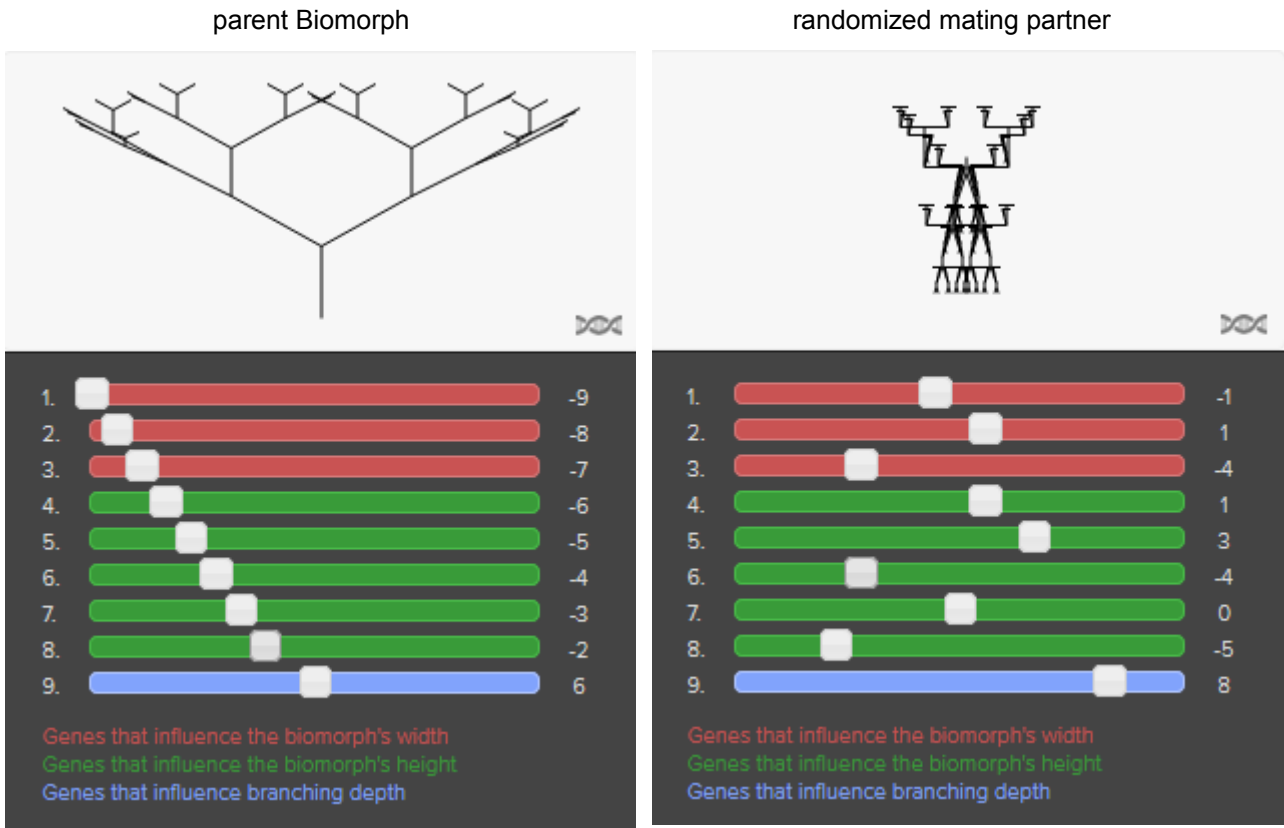 parent Biomorph
randomized mating partner
1. -9
2. -8
3. -7
4. -6
5. -5
6. -4
7. -3
8. -2
9. 6
Genes that influence the biomorph's width
Genes that influence the biomorph's height
Genes that influence branching depth
1. -1
2. 1
3. -4
4. 1
5. 3
6. -4
7. 0
8. -5
9. 8
Genes that influence the biomorph's width
Genes that influence the biomorph's height
Genes that influence branching depth